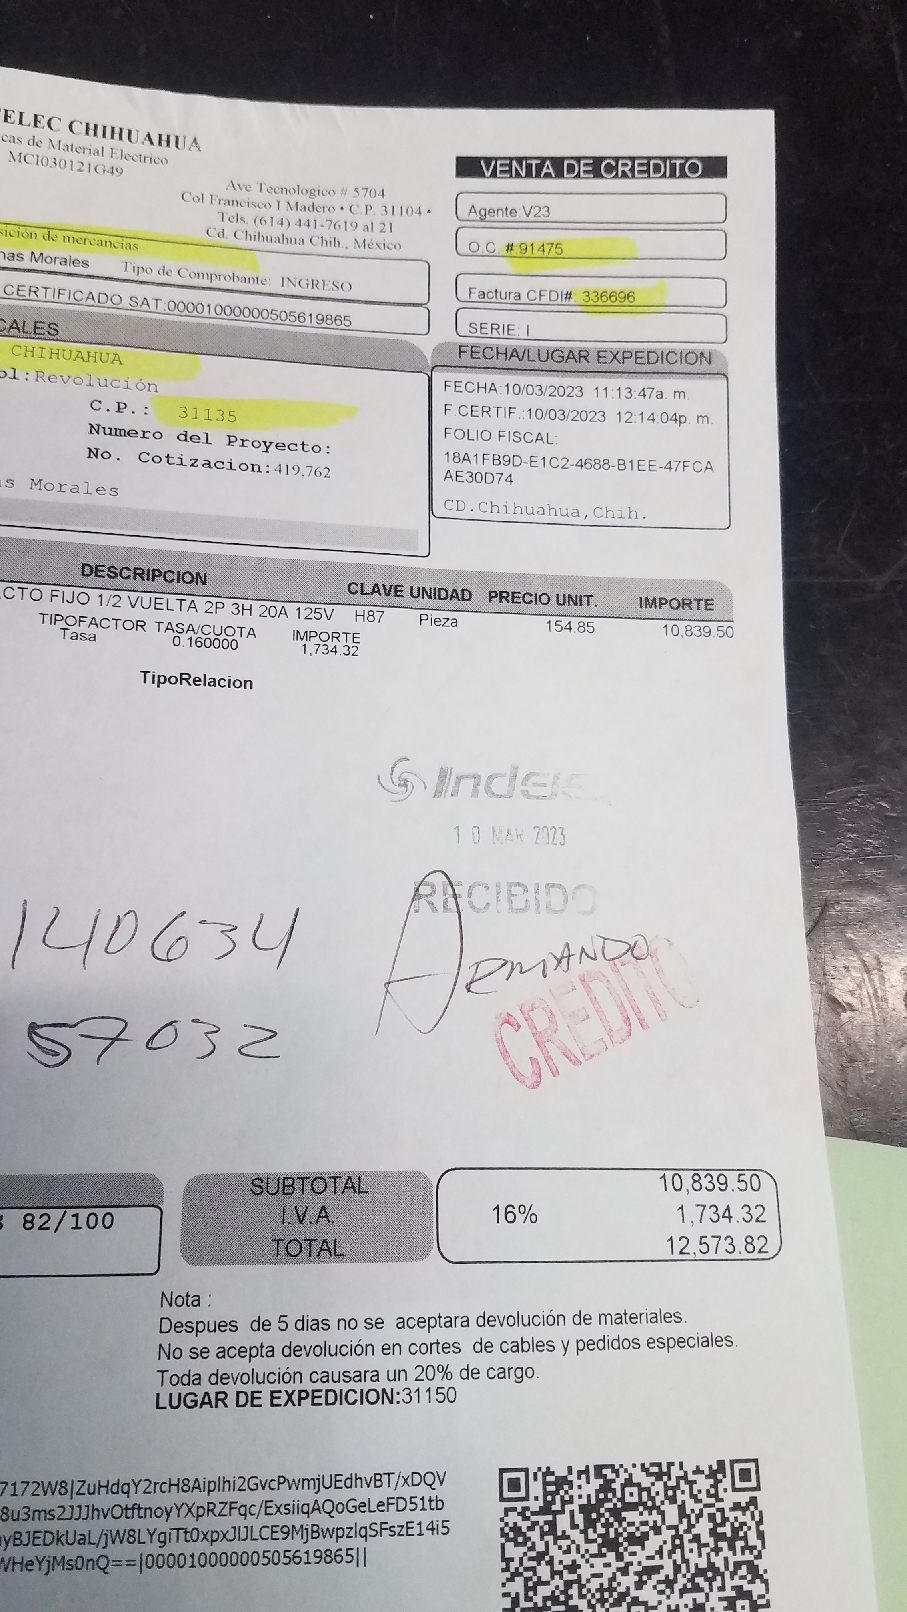 ELEC CHIHUAHUA
cas de Material Electrico
MCI030121G49
Ave Tecnologico # 5704
Col Francisco I Madero • C.P. 31104 •
Tels. (614) 441-7619 al 21
Cd. Chihuahua Chih., México
VENTA DE CREDITO
Agente:V23
O.C. # 91475
Factura CFDI#: 336696
SERIE: I
sición de mercancias
nas Morales Tipo de Comprobante: INGRESO
CERTIFICADO SAT:00001000000505619865
CALES
CHIHUAHUA
ol:Revolución
C.P.: 31135
Numero del Proyecto:
No. Cotizacion:419,762
s Morales
FECHA/LUGAR EXPEDICION
FECHA:10/03/2023 11:13:47a. m.
F.CERTIF.:10/03/2023 12:14:04p. m.
FOLIO FISCAL:
18A1FB9D-E1C2-4688-B1EE-47FCA
AE30D74
CD.Chihuahua,Chih.
DESCRIPCION CLAVE UNIDAD PRECIO UNIT. IMPORTE
CTO FIJO 1/2 VUELTA 2P 3H 20A 125V H87 Pieza 154.85 10,839.50
TIPOFACTOR TASA/CUOTA IMPORTE
Tasa 0.160000 1,734.32
TipoRelacion
10 MAR 2023
RECIBIDO
140634
ARMANDO
CREDITO
57032
82/100
SUBTOTAL 10,839.50
I.V.A. 16% 1,734.32
TOTAL 12,573.82
Nota :
Despues de 5 dias no se aceptara devolución de materiales.
No se acepta devolución en cortes de cables y pedidos especiales.
Toda devolución causara un 20% de cargo.
LUGAR DE EXPEDICION:31150
7172W8|ZuHdqY2rcH8Aiplhi2GvcPwmjUEdhvBT/xDQV
8u3ms2JJJhvOtftnoyYXpRZFqc/ExsiiqAQoGeLeFD51tb
yBJEDkUaL/jW8LYgiTt0xpxJlJLCE9MjBwpzlqSFszE14i5
WHeYjMs0nQ==|00001000000505619865||